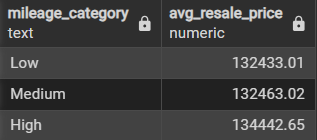 mileage_category avg_resale_price
text numeric
Low 132433.01
Medium 132463.02
High 134442.65